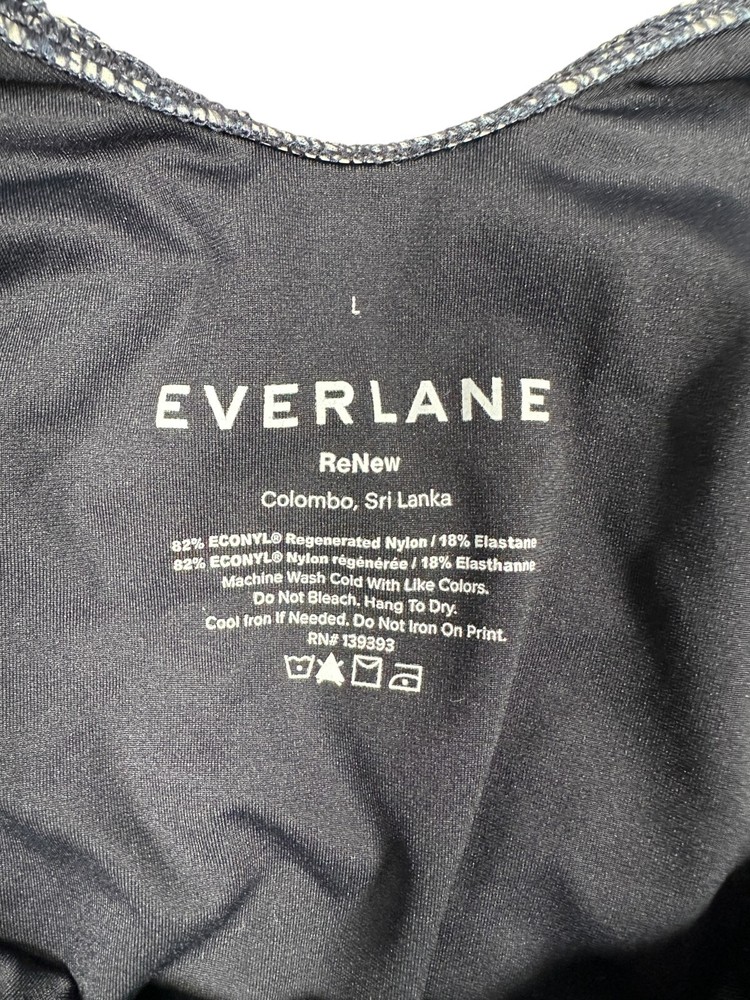 L
EVERLANE
ReNew
Colombo, Sri Lanka
82% ECONYL® Regenerated Nylon / 18% Elastane
82% ECONYL® Nylon régénérée / 18% Elasthanne
Machine Wash Cold With Like Colors.
Do Not Bleach. Hang To Dry.
Cool Iron If Needed. Do Not Iron On Print.
RN# 139393